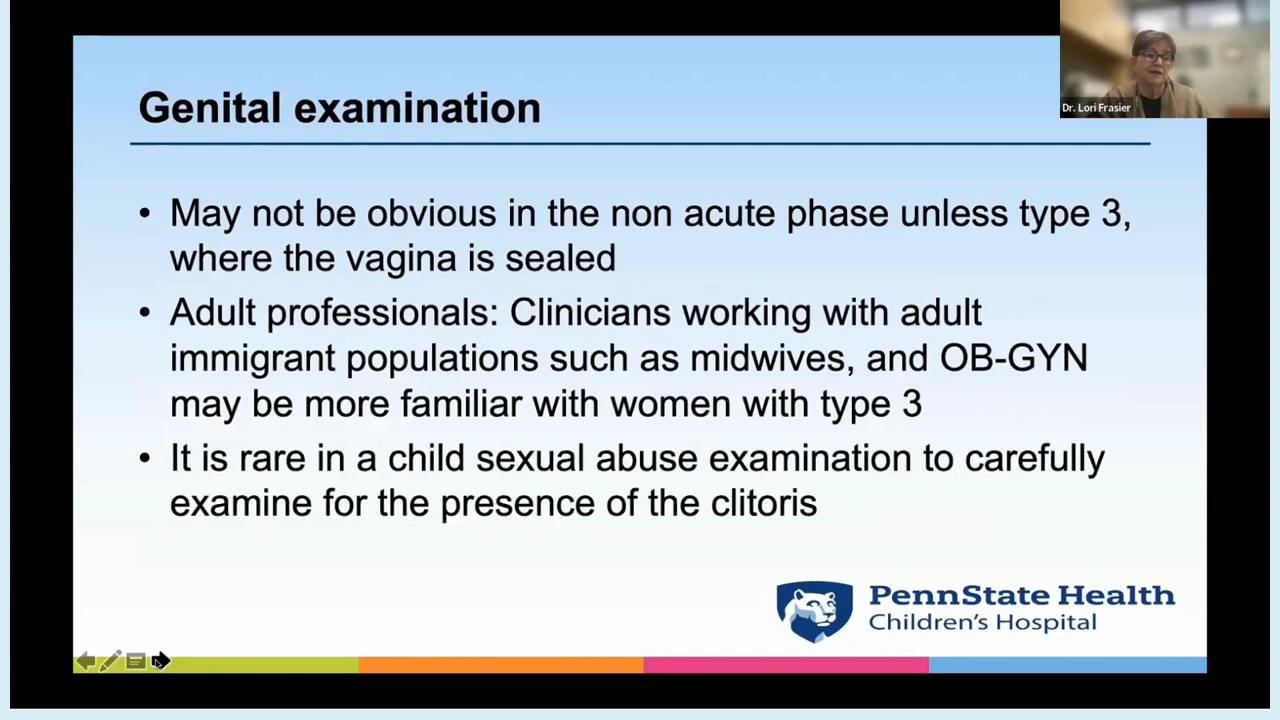 Dr. Lori Frasier
Genital examination
• May not be obvious in the non acute phase unless type 3,
where the vagina is sealed
• Adult professionals: Clinicians working with adult
immigrant populations such as midwives, and OB-GYN
may be more familiar with women with type 3
• It is rare in a child sexual abuse examination to carefully
examine for the presence of the clitoris
PennState Health
Children's Hospital